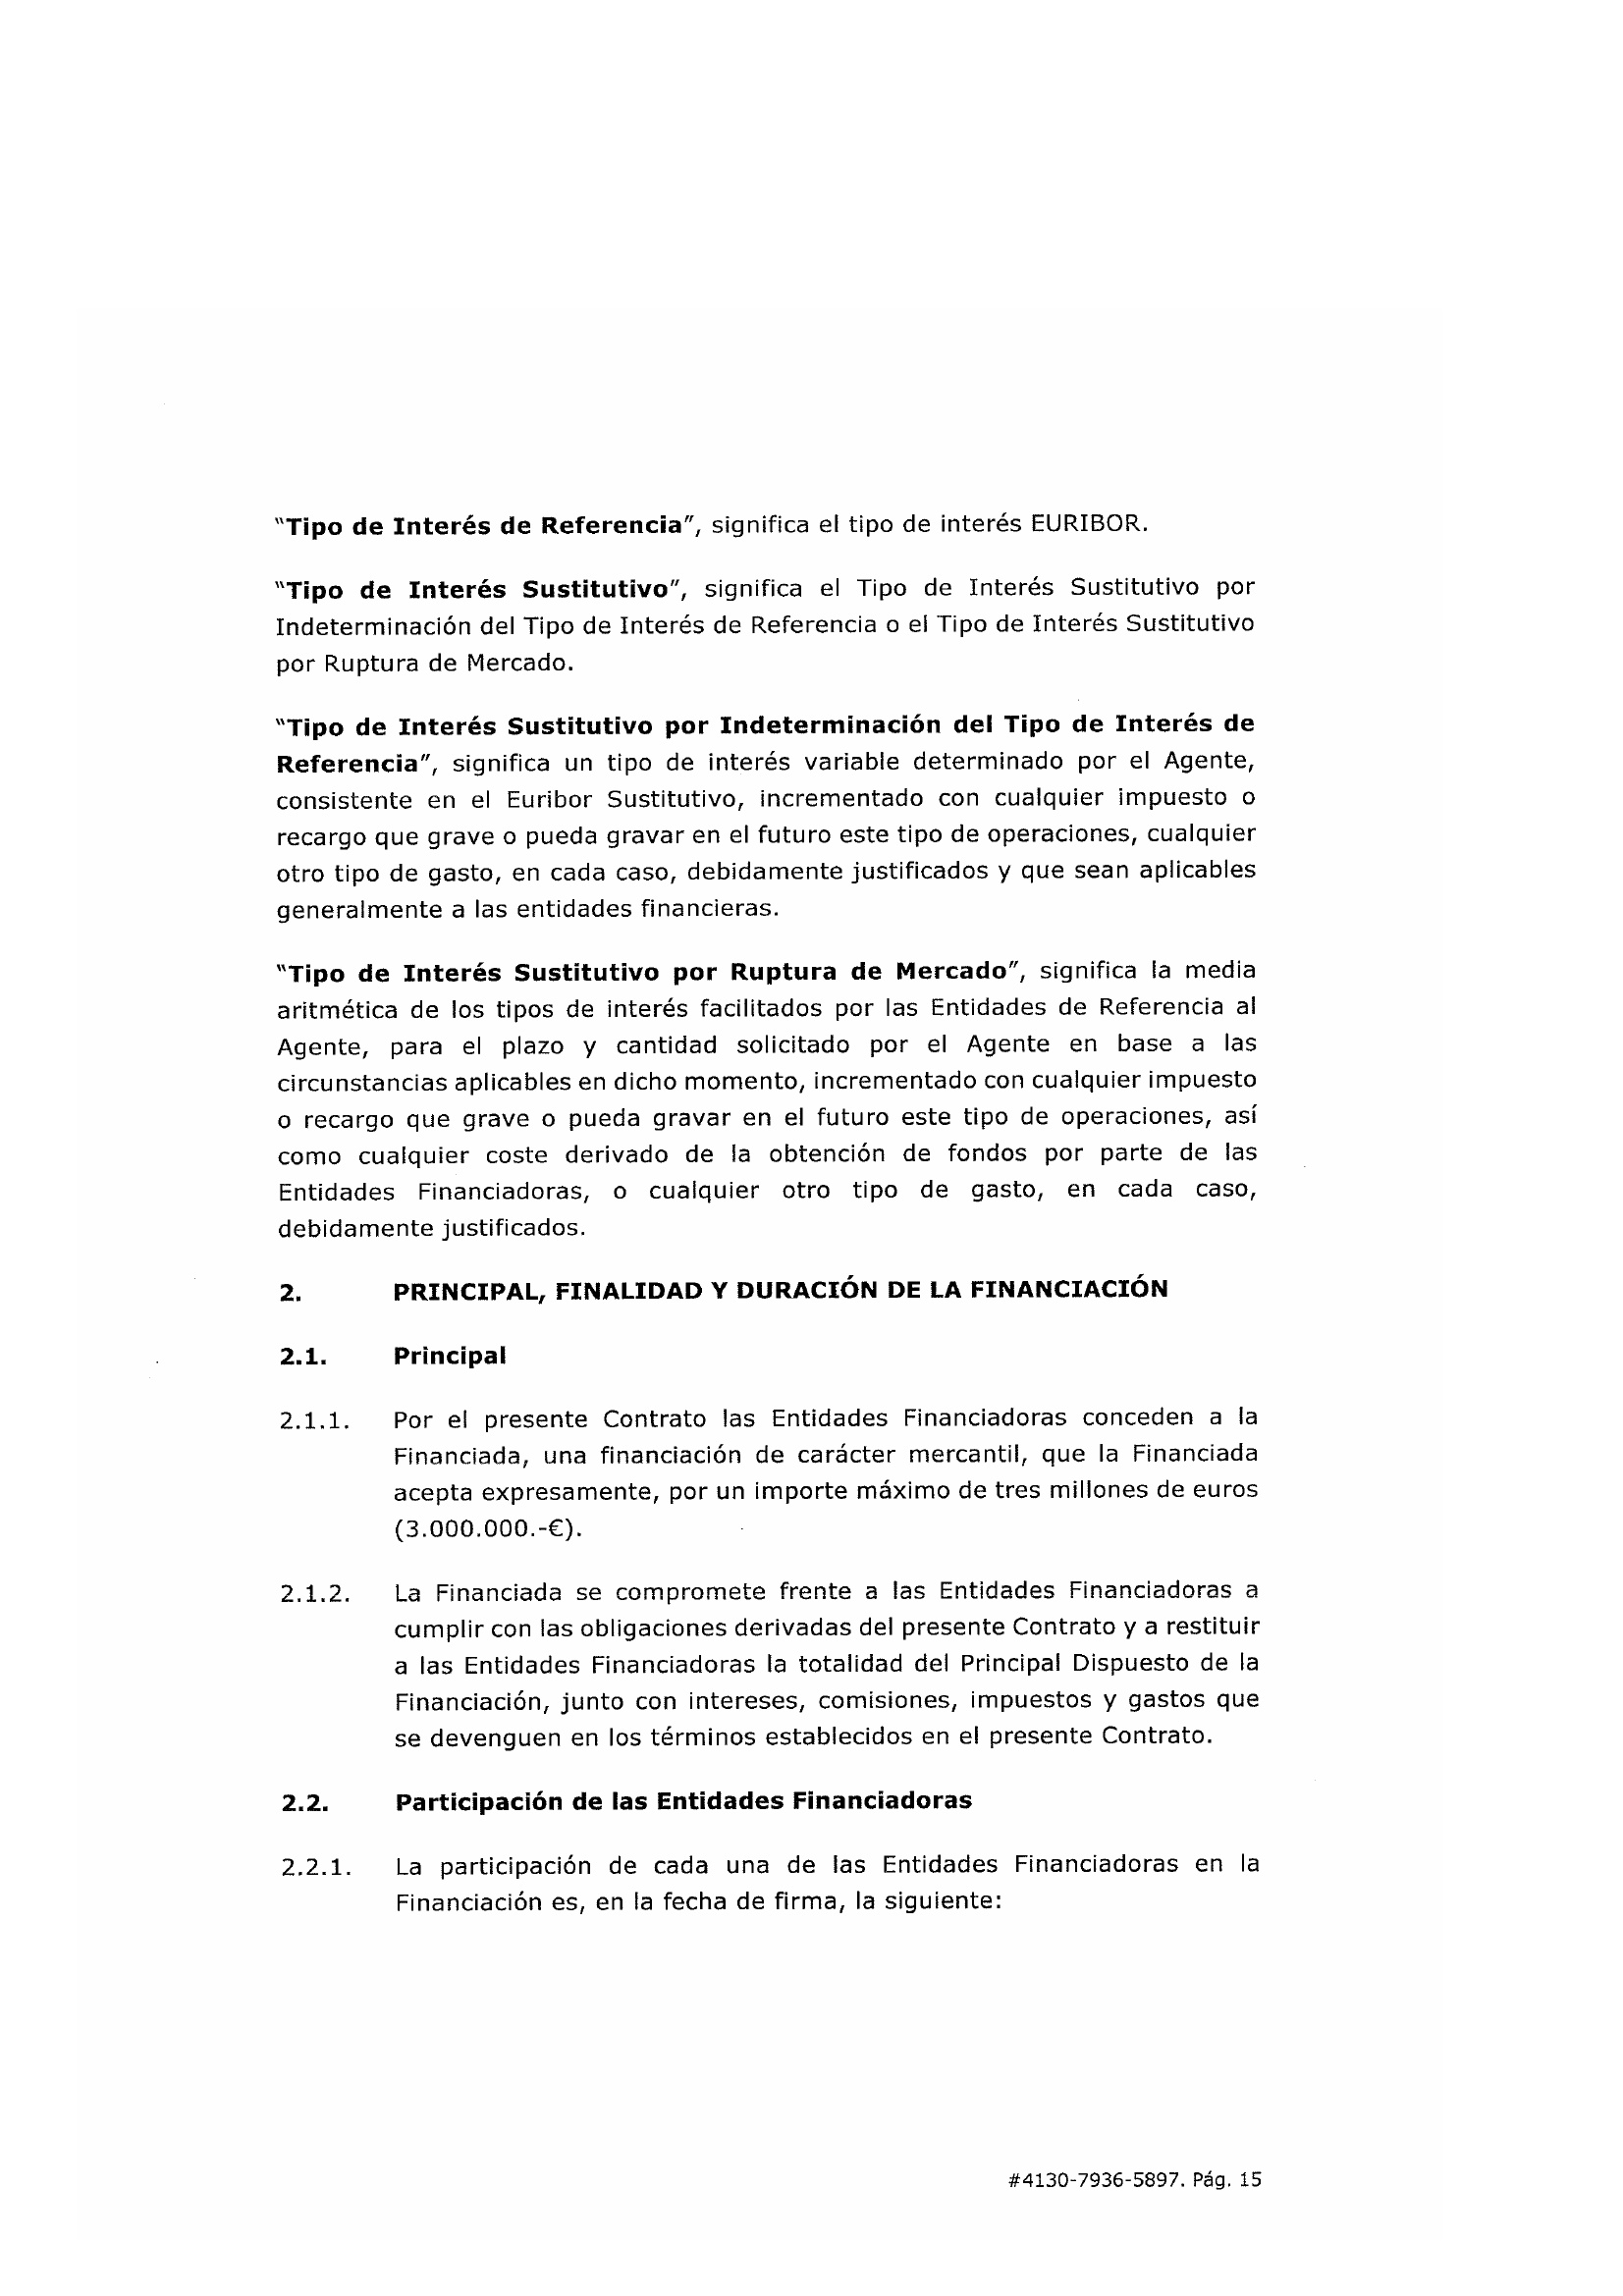 "Tipo de Interés de Referencia", significa el tipo de interés EURIBOR.
"Tipo de Interés Sustitutivo", significa el Tipo de Interés Sustitutivo por
Indeterminación del Tipo de Interés de Referencia o el Tipo de Interés Sustitutivo
por Ruptura de Mercado.
"Tipo de Interés Sustitutivo por Indeterminación del Tipo de Interés de
Referencia", significa un tipo de interés variable determinado por el Agente,
consistente en el Euribor Sustitutivo, incrementado con cualquier impuesto o
recargo que grave o pueda gravar en el futuro este tipo de operaciones, cualquier
otro tipo de gasto, en cada caso, debidamente justificados y que sean aplicables
generalmente a las entidades financieras.
"Tipo de Interés Sustitutivo por Ruptura de Mercado", significa la media
aritmética de los tipos de interés facilitados por las Entidades de Referencia al
Agente, para el plazo y cantidad solicitado por el Agente en base a las
circunstancias aplicables en dicho momento, incrementado con cualquier impuesto
o recargo que grave o pueda gravar en el futuro este tipo de operaciones, así
como cualquier coste derivado de la obtención de fondos por parte de las
Entidades Financiadoras, o cualquier otro tipo de gasto, en cada caso,
debidamente justificados.
2. PRINCIPAL, FINALIDAD Y DURACIÓN DE LA FINANCIACIÓN
2.1. Principal
2.1.1. Por el presente Contrato las Entidades Financiadoras conceden a la
Financiada, una financiación de carácter mercantil, que la Financiada
acepta expresamente, por un importe máximo de tres millones de euros
(3.000.000.-€).
2.1.2. La Financiada se compromete frente a las Entidades Financiadoras a
cumplir con las obligaciones derivadas del presente Contrato y a restituir
a las Entidades Financiadoras la totalidad del Principal Dispuesto de la
Financiación, junto con intereses, comisiones, impuestos y gastos que
se devenguen en los términos establecidos en el presente Contrato.
2.2. Participación de las Entidades Financiadoras
2.2.1. La participación de cada una de las Entidades Financiadoras en la
Financiación es, en la fecha de firma, la siguiente:
#4130-7936-5897. Pág. 15